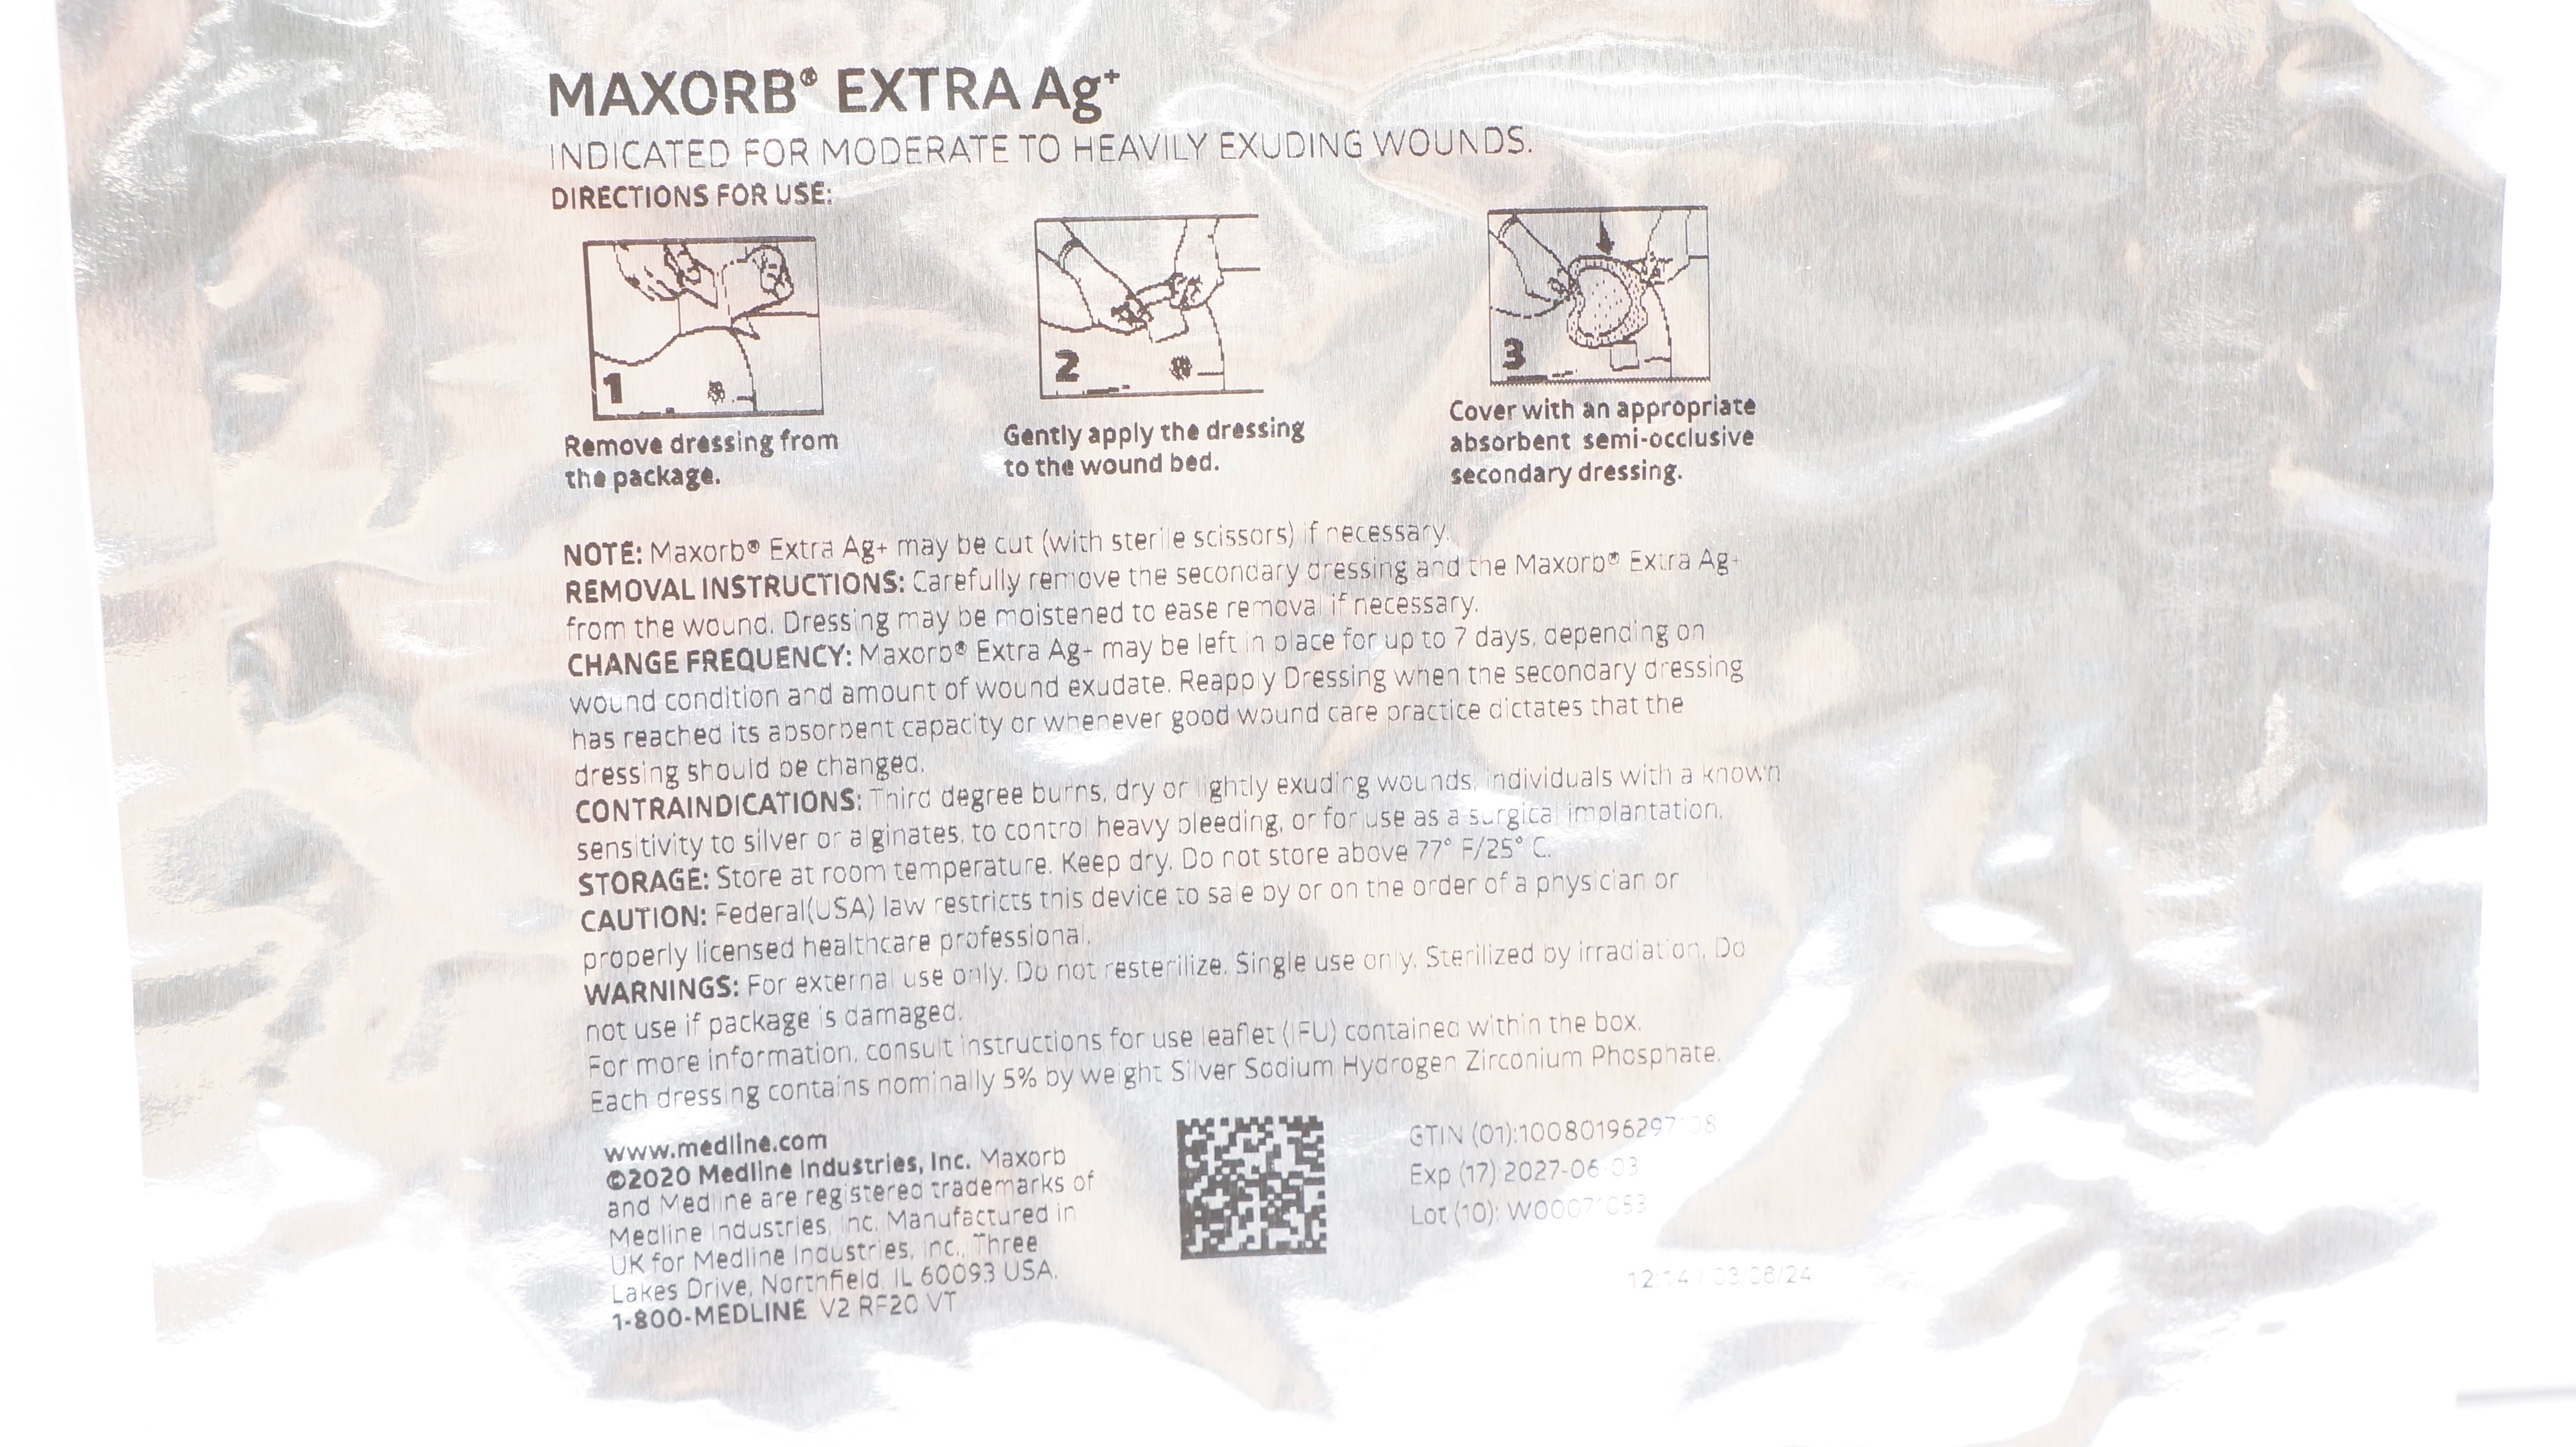 MAXORB® EXTRA Ag+
INDICATED FOR MODERATE TO HEAVILY EXUDING WOUNDS.
DIRECTIONS FOR USE:
1
2
3
Remove dressing from
the package.
Gently apply the dressing
to the wound bed.
Cover with an appropriate
absorbent semi-occlusive
secondary dressing.
NOTE: Maxorb® Extra Ag+ may be cut (with sterile scissors) if necessary.
REMOVAL INSTRUCTIONS: Carefully remove the secondary dressing and the Maxorb® Extra Ag+
from the wound. Dressing may be moistened to ease removal if necessary.
CHANGE FREQUENCY: Maxorb® Extra Ag+ may be left in place for up to 7 days, depending on
wound condition and amount of wound exudate. Reapply Dressing when the secondary dressing
has reached its absorbent capacity or whenever good wound care practice dictates that the
dressing should be changed.
CONTRAINDICATIONS: Third degree burns, dry or lightly exuding wounds, individuals with a known
sensitivity to silver or alginates, to control heavy bleeding, or for use as a surgical implantation.
STORAGE: Store at room temperature. Keep dry. Do not store above 77° F/25° C.
CAUTION: Federal(USA) law restricts this device to sale by or on the order of a physician or
properly licensed healthcare professional.
WARNINGS: For external use only. Do not resterilize. Single use only. Sterilized by irradiation. Do
not use if package is damaged.
For more information, consult instructions for use leaflet (IFU) contained within the box.
Each dressing contains nominally 5% by weight Silver Sodium Hydrogen Zirconium Phosphate.
www.medline.com
©2020 Medline Industries, Inc. Maxorb
and Medline are registered trademarks of
Medline Industries, Inc. Manufactured in
UK for Medline Industries, Inc., Three
Lakes Drive, Northfield, IL 60093 USA.
1-800-MEDLINE V2 RF20 VT
GTIN (01):
Exp (17) 2027-06-03
Lot (10):